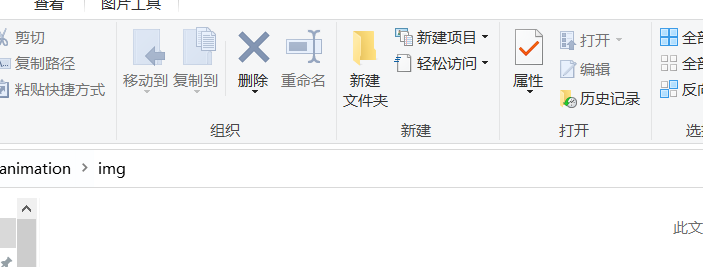 查看 图片工具
剪切
复制路径
粘贴快捷方式
移动到 复制到 删除 重命名
组织
新建
文件夹
新建项目
轻松访问
新建
属性
打开
编辑
历史记录
打开
全部
全部
反向
选择
animation > img
此文